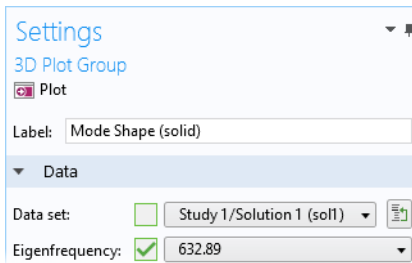 Settings
3D Plot Group
Plot
Label: Mode Shape (solid)
Data
Data set: Study 1/Solution 1 (sol1)
Eigenfrequency: 632.89